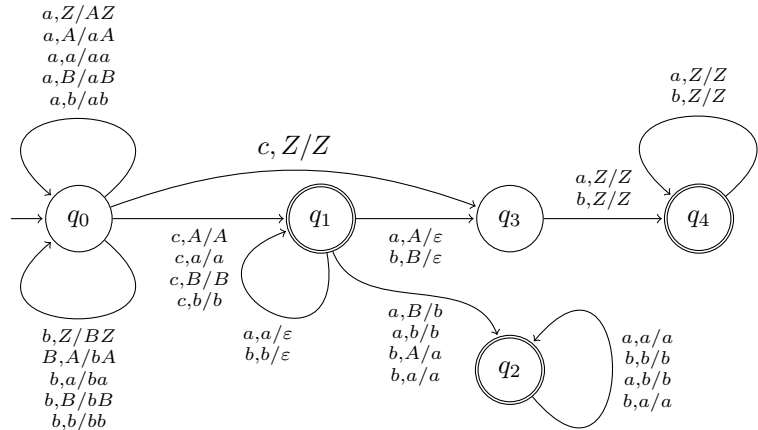 a,Z/AZ
a,A/aA
a,a/aa
a,B/aB
a,b/ab
a,Z/Z
b,Z/Z
c,Z/Z
a,Z/Z
b,Z/Z
q0
q1
q3
q4
c,A/A
c,a/a
c,B/B
c,b/b
a,A/ε
b,B/ε
a,a/ε
b,b/ε
a,B/b
a,b/b
b,A/a
b,a/a
b,Z/BZ
B,A/bA
b,a/ba
b,B/bB
b,b/bb
q2
a,a/a
b,b/b
a,b/b
b,a/a